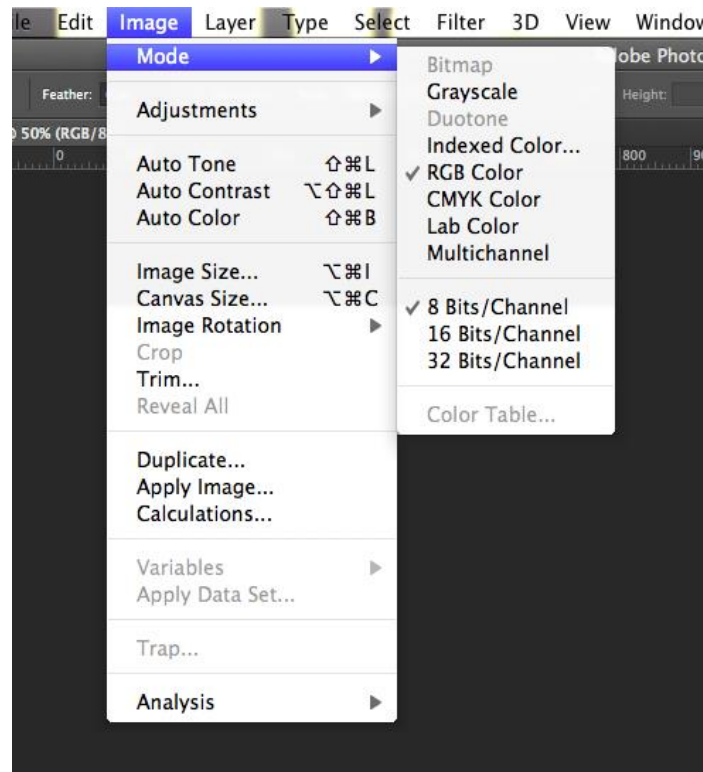 le Edit Image Layer Type Select Filter 3D View Window
obe Photo
Feather:
Height:
50% (RGB/8
0
800
90
Mode
Adjustments
Auto Tone ⇧⌘L
Auto Contrast ⌥⇧⌘L
Auto Color ⇧⌘B
Image Size... ⌥⌘I
Canvas Size... ⌥⌘C
Image Rotation
Crop
Trim...
Reveal All
Duplicate...
Apply Image...
Calculations...
Variables
Apply Data Set...
Trap...
Analysis
Bitmap
Grayscale
Duotone
Indexed Color...
✓ RGB Color
CMYK Color
Lab Color
Multichannel
✓ 8 Bits/Channel
16 Bits/Channel
32 Bits/Channel
Color Table...